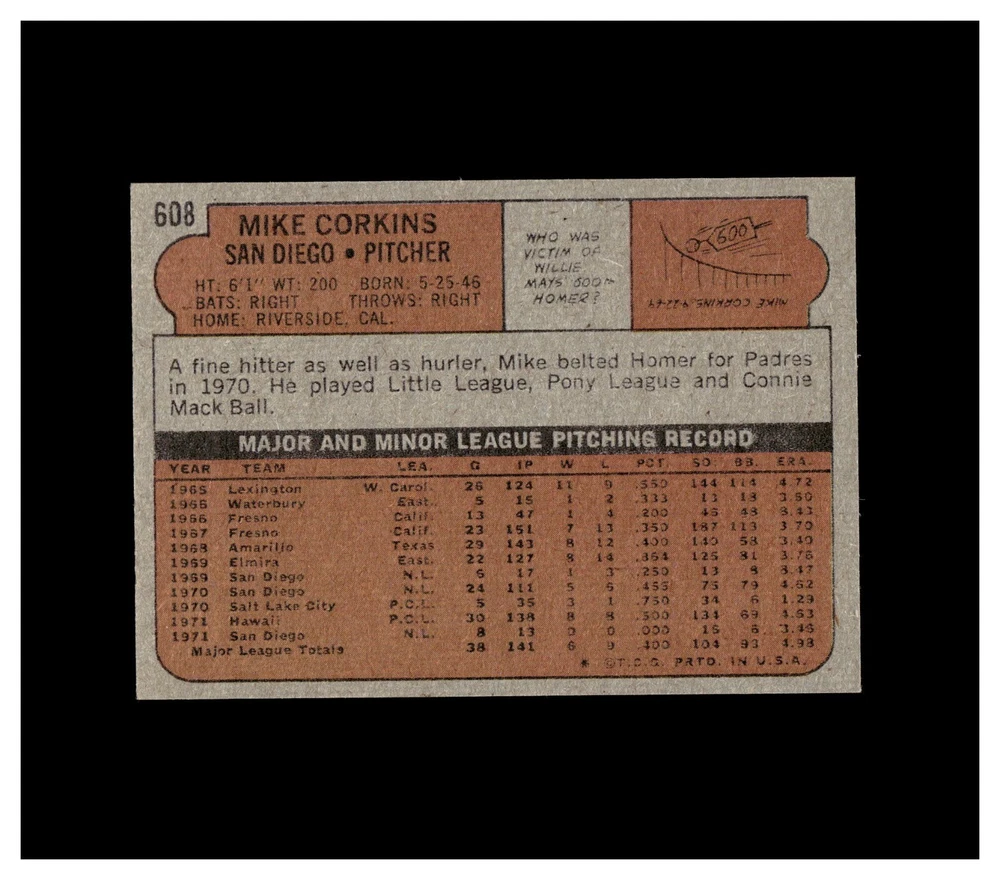 608
MIKE CORKINS
SAN DIEGO • PITCHER
HT: 6'1" WT: 200 BORN: 5-25-46
BATS: RIGHT THROWS: RIGHT
HOME: RIVERSIDE, CAL.
WHO WAS
VICTIM OF
WILLIE
MAYS 600TH
HOMER?
600
MIKE CORKINS, 9-22-69
A fine hitter as well as hurler, Mike belted Homer for Padres
in 1970. He played Little League, Pony League and Connie
Mack Ball.
MAJOR AND MINOR LEAGUE PITCHING RECORD
YEAR TEAM LEA. G IP W L PCT. SO. BB. ERA.
1965 Lexington W. Carol. 26 124 11 9 .550 144 114 4.72
1966 Waterbury East. 5 15 1 2 .333 13 18 3.60
1966 Fresno Calif. 13 47 1 4 .200 46 48 8.43
1967 Fresno Calif. 23 151 7 13 .350 187 113 3.70
1968 Amarillo Texas 29 143 8 12 .400 140 58 3.40
1969 Elmira East. 22 127 8 14 .364 125 81 3.76
1969 San Diego N.L. 6 17 1 3 .250 13 8 8.47
1970 San Diego N.L. 24 111 5 6 .455 75 79 4.62
1970 Salt Lake City P.C.L. 5 35 3 1 .750 34 6 1.29
1971 Hawaii P.C.L. 30 138 8 8 .500 134 69 4.63
1971 San Diego N.L. 8 13 0 0 .000 16 6 3.46
Major League Totals 38 141 6 9 .400 104 93 4.98
* ©T.C.G. PRTD. IN U.S.A.